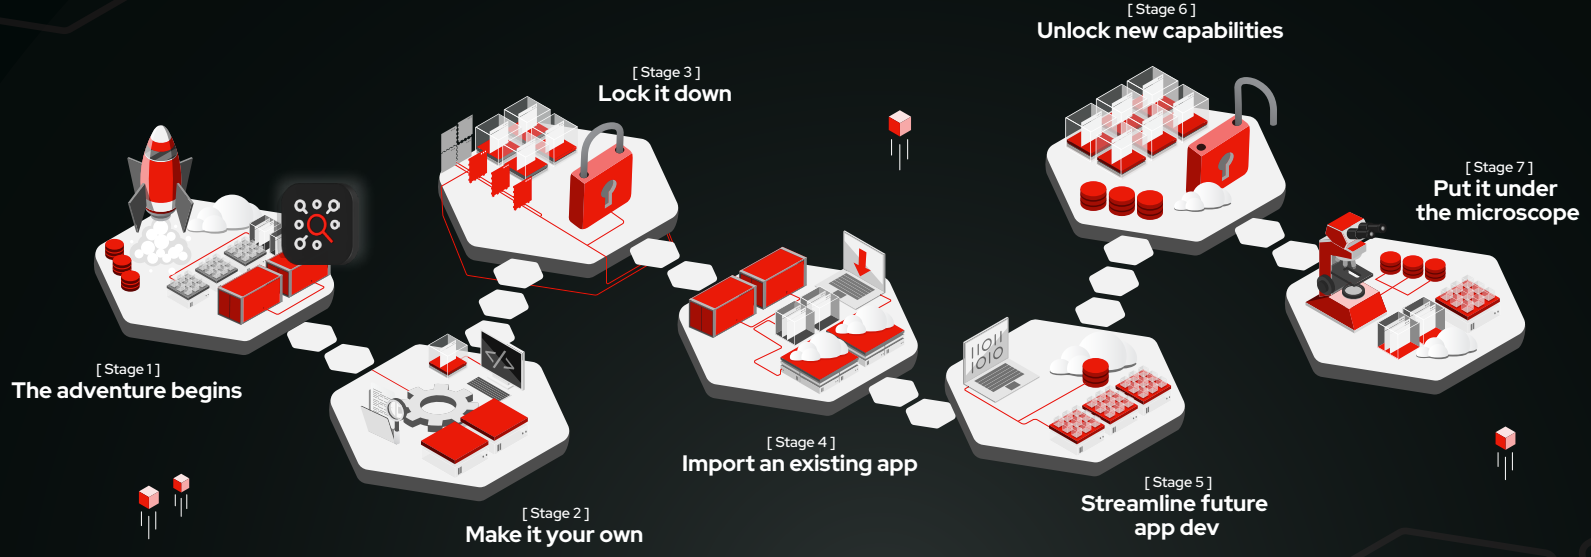 [ Stage 1 ]
The adventure begins
[ Stage 2 ]
Make it your own
</>
[ Stage 3 ]
Lock it down
[ Stage 4 ]
Import an existing app
[ Stage 5 ]
Streamline future
app dev
11011
1010
[ Stage 6 ]
Unlock new capabilities
[ Stage 7 ]
Put it under
the microscope